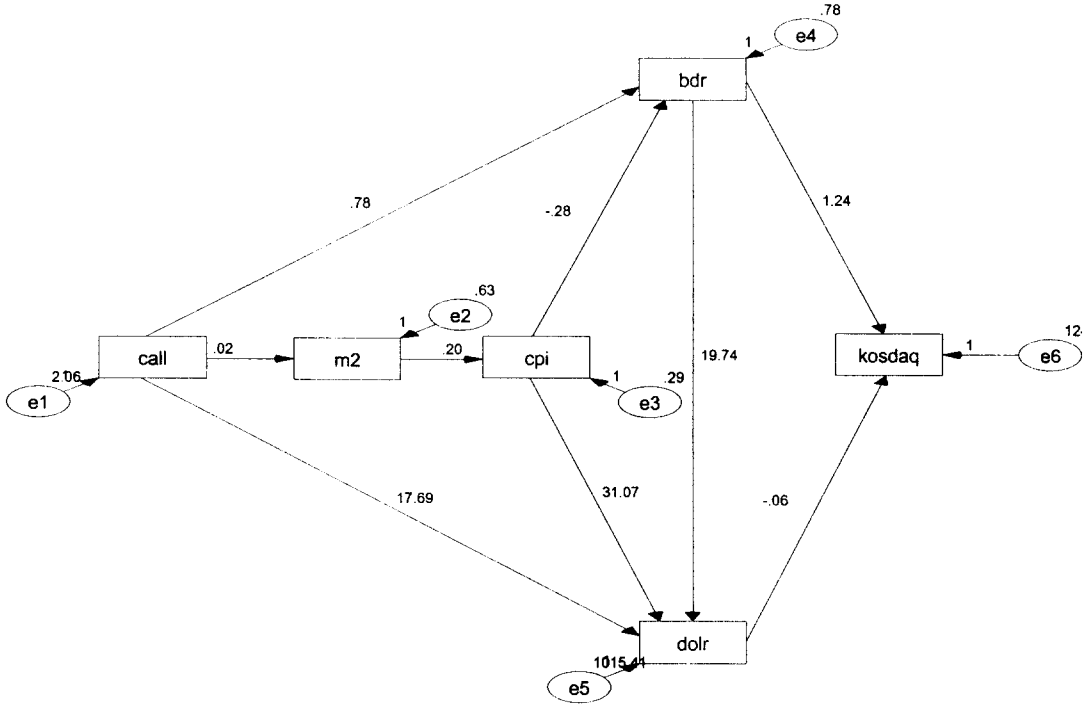 .78
e4
1
bdr
.78
-.28
1.24
.63
e2
1
call
.02
m2
.20
cpi
19.74
kosdaq
1
e6
2.06
e1
1
.29
e3
17.69
31.07
-.06
dolr
e5